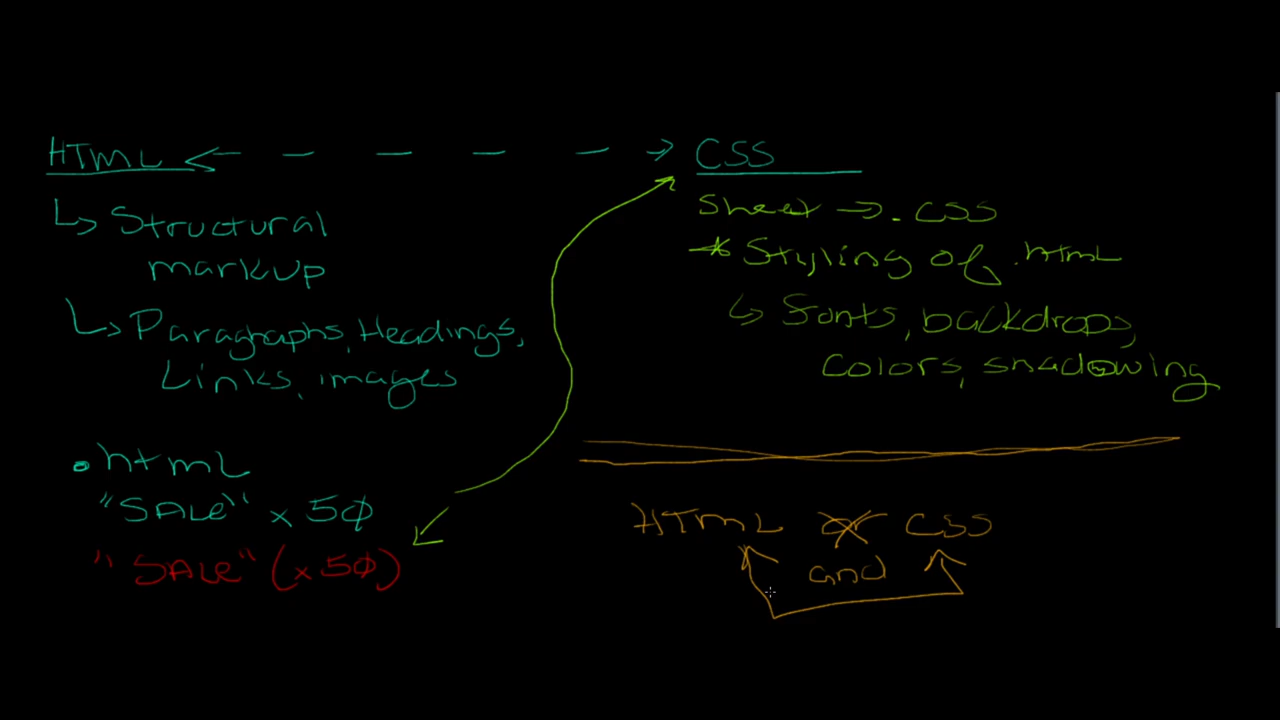 HTML
Structural
markup
Paragraphs, Headings,
Links, images
.html
"SALe" x 50
"SALe" (x50)
CSS
Sheet → .css
* Styling of .html
Fonts, backdrops,
Colors, shadowing
HTML or CSS
and